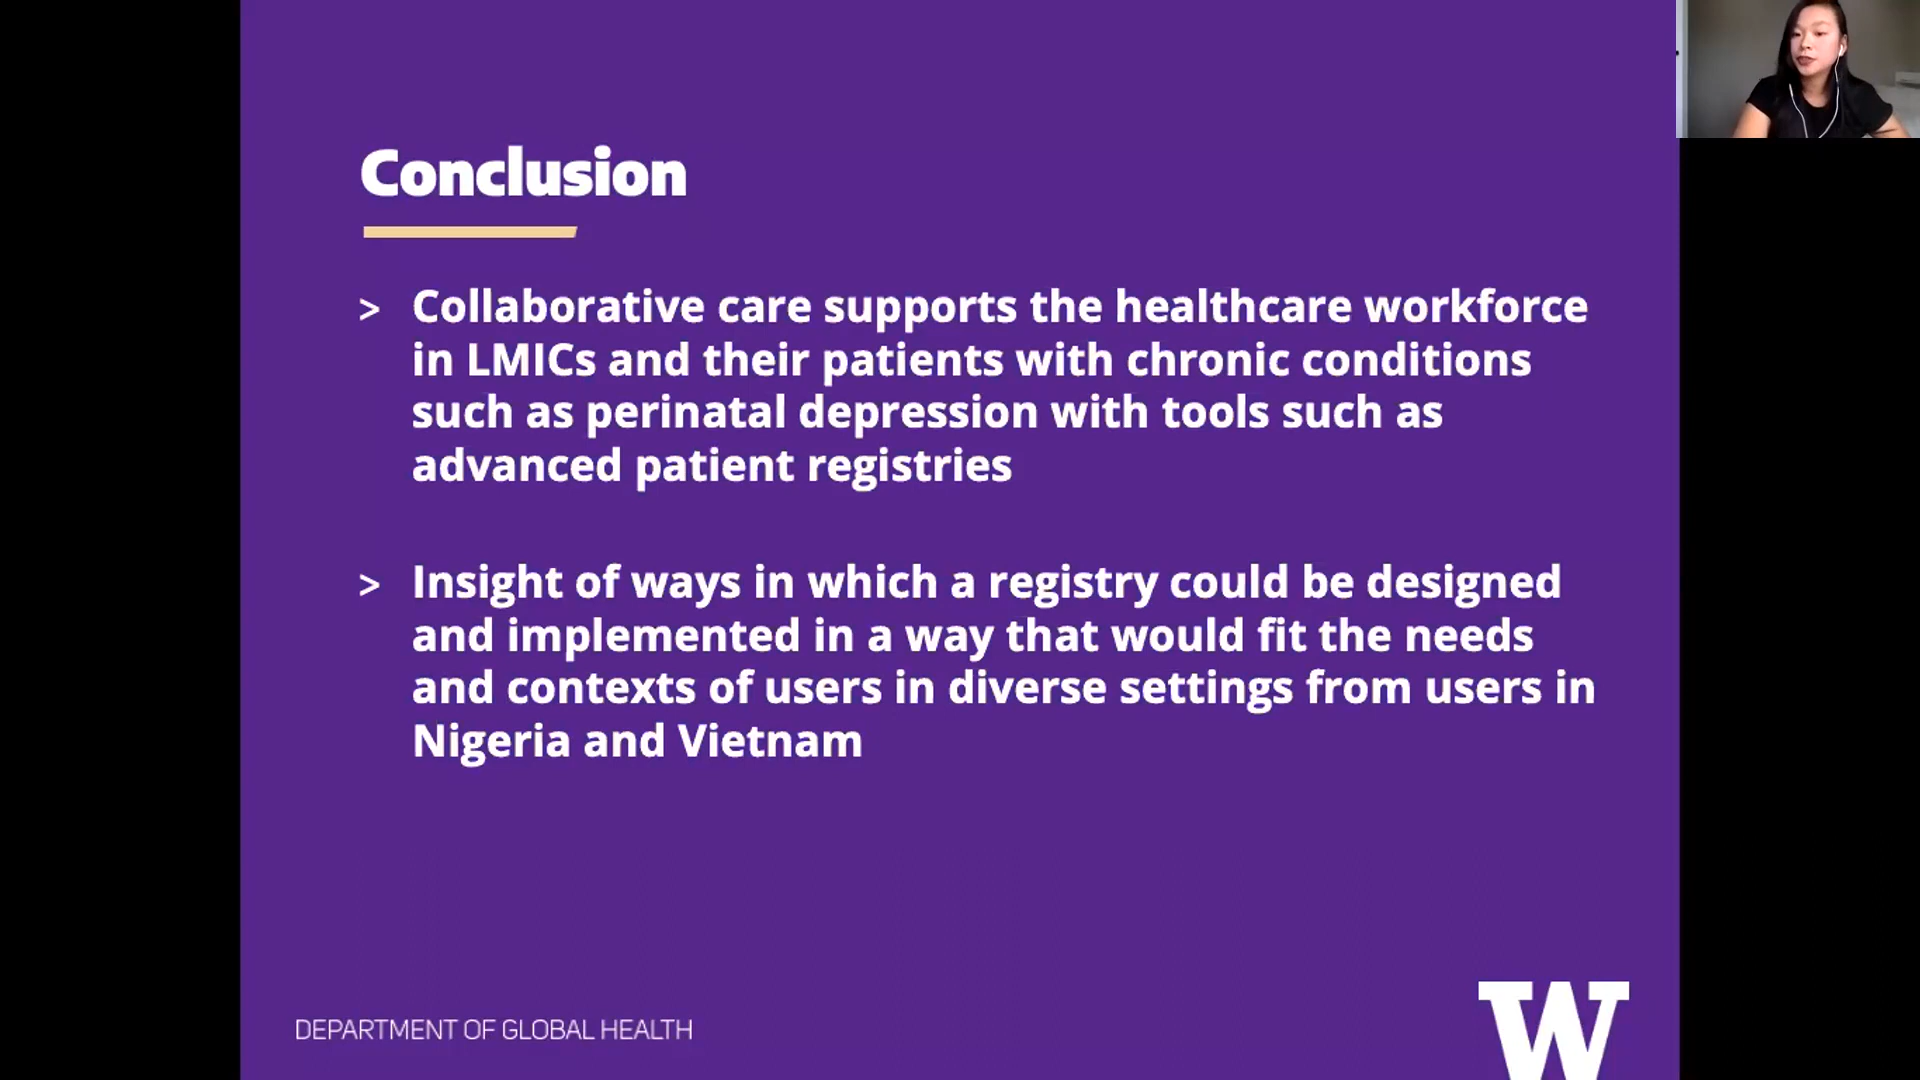 Conclusion
> Collaborative care supports the healthcare workforce
in LMICs and their patients with chronic conditions
such as perinatal depression with tools such as
advanced patient registries
> Insight of ways in which a registry could be designed
and implemented in a way that would fit the needs
and contexts of users in diverse settings from users in
Nigeria and Vietnam
DEPARTMENT OF GLOBAL HEALTH
W